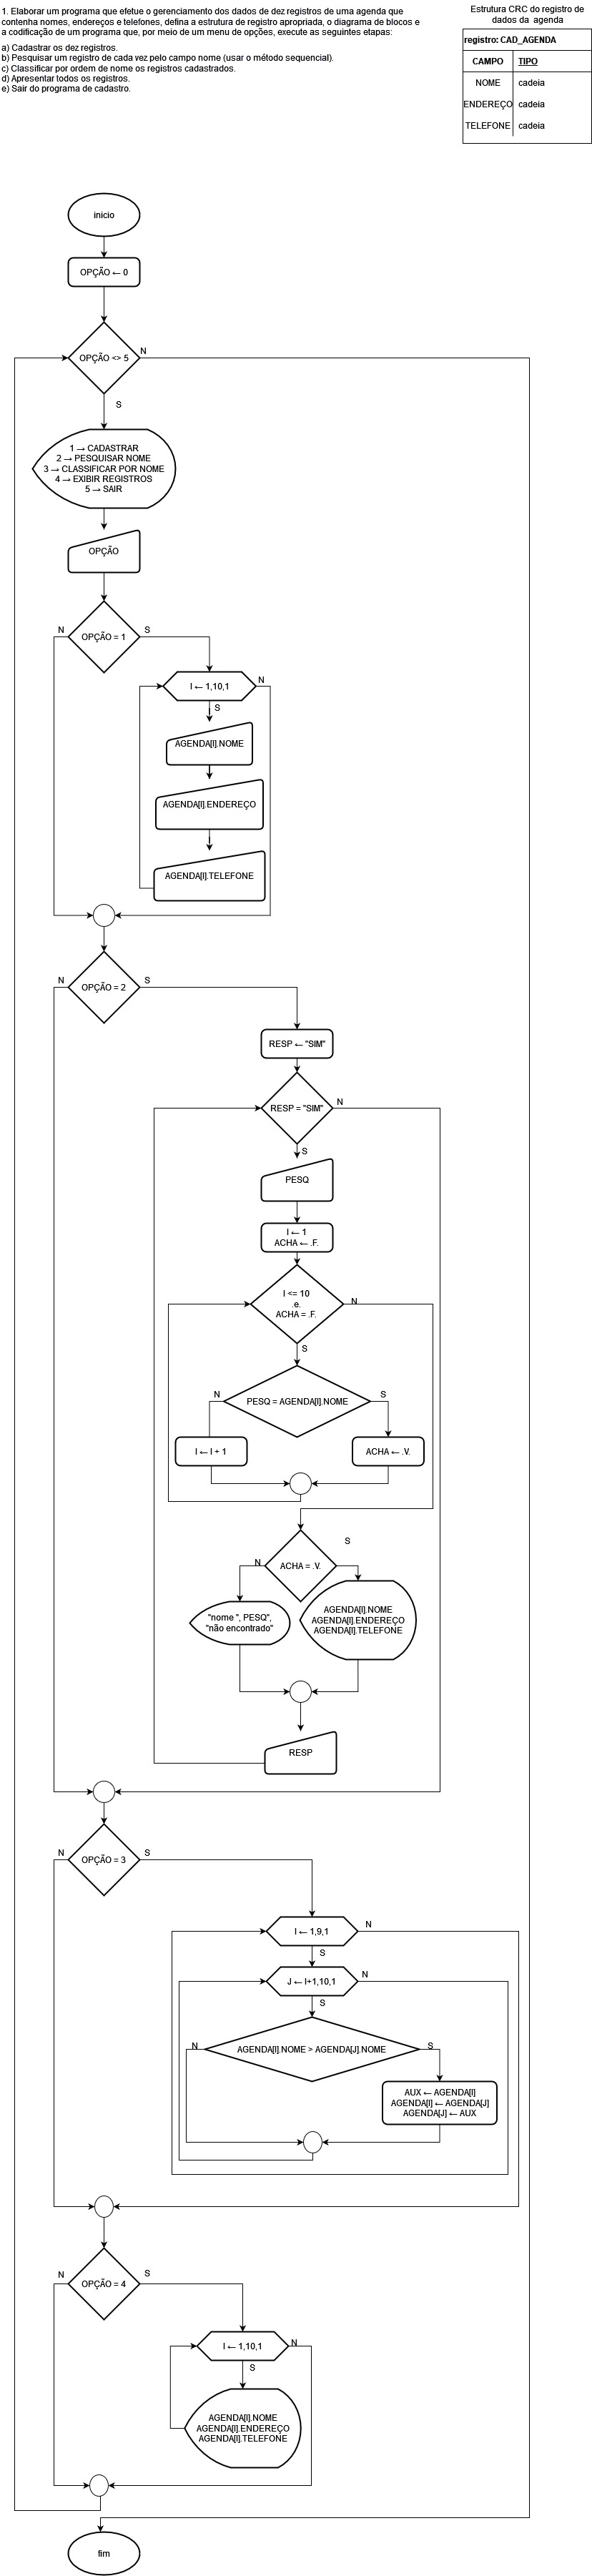 1. Elaborar um programa que efetue o gerenciamento dos dados de dez registros de uma agenda que
contenha nomes, endereços e telefones, defina a estrutura de registro apropriada, o diagrama de blocos e
a codificação de um programa que, por meio de um menu de opções, execute as seguintes etapas:
a) Cadastrar os dez registros.
b) Pesquisar um registro de cada vez pelo campo nome (usar o método sequencial).
c) Classificar por ordem de nome os registros cadastrados.
d) Apresentar todos os registros.
e) Sair do programa de cadastro.
Estrutura CRC do registro de
dados da agenda
registro: CAD_AGENDA
CAMPO TIPO
NOME cadeia
ENDEREÇO cadeia
TELEFONE cadeia
inicio
OPÇÃO ← 0
OPÇÃO <> 5
N
S
1 → CADASTRAR
2 → PESQUISAR NOME
3 → CLASSIFICAR POR NOME
4 → EXIBIR REGISTROS
5 → SAIR
OPÇÃO
N
OPÇÃO = 1
S
I ← 1,10,1
N
S
AGENDA[I].NOME
AGENDA[I].ENDEREÇO
AGENDA[I].TELEFONE
N
OPÇÃO = 2
S
RESP ← "SIM"
RESP = "SIM"
N
S
PESQ
I ← 1
ACHA ← .F.
I <= 10
.e.
ACHA = .F.
N
S
N
PESQ = AGENDA[I].NOME
S
I ← I + 1
ACHA ← .V.
S
N
ACHA = .V.
"nome ", PESQ",
"não encontrado"
AGENDA[I].NOME
AGENDA[I].ENDEREÇO
AGENDA[I].TELEFONE
RESP
N
OPÇÃO = 3
S
I ← 1,9,1
N
S
J ← I+1,10,1
N
S
N
AGENDA[I].NOME > AGENDA[J].NOME
S
AUX ← AGENDA[I]
AGENDA[I] ← AGENDA[J]
AGENDA[J] ← AUX
N
OPÇÃO = 4
S
I ← 1,10,1
N
S
AGENDA[I].NOME
AGENDA[I].ENDEREÇO
AGENDA[I].TELEFONE
fim